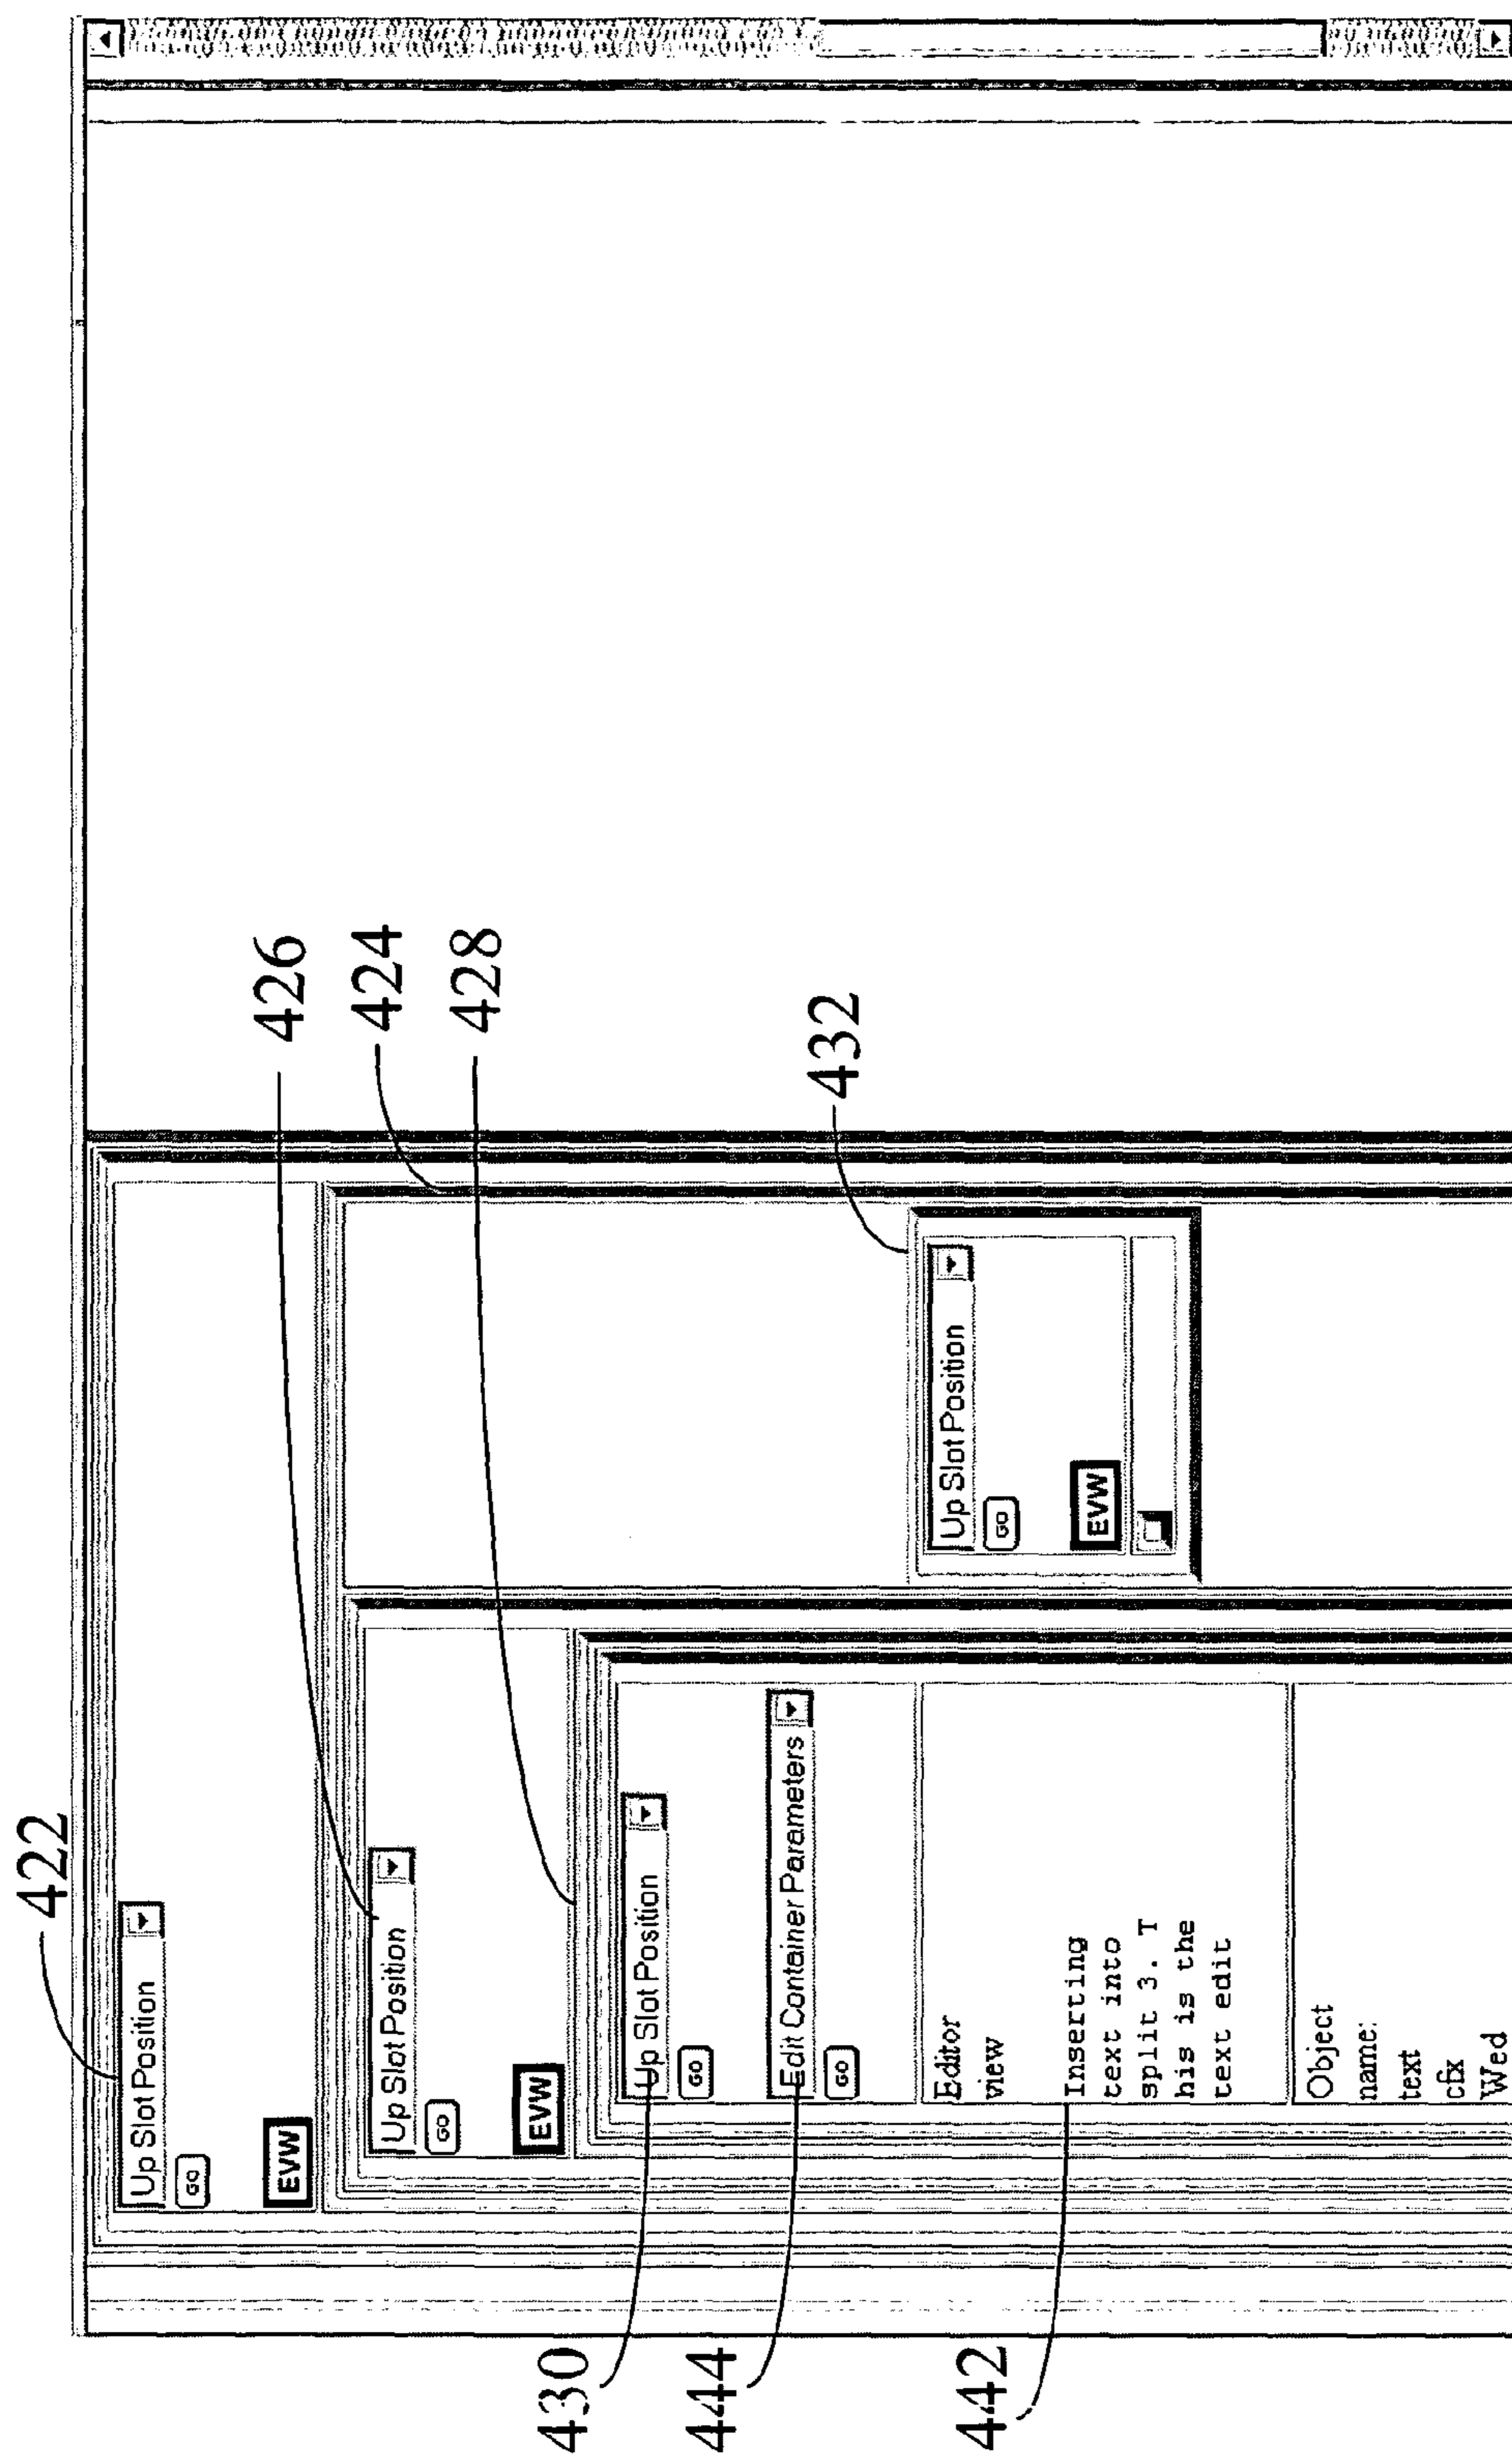 422
Up Slot Position
GO
EVW
426
424
428
Up Slot Position
GO
EVW
430
Up Slot Position
GO
444
Edit Container Parameters
GO
432
Up Slot Position
GO
EVW
Editor
view
442
Inserting
text into
split 3. T
his is the
text edit
Object
name:
text
cfx
Wed